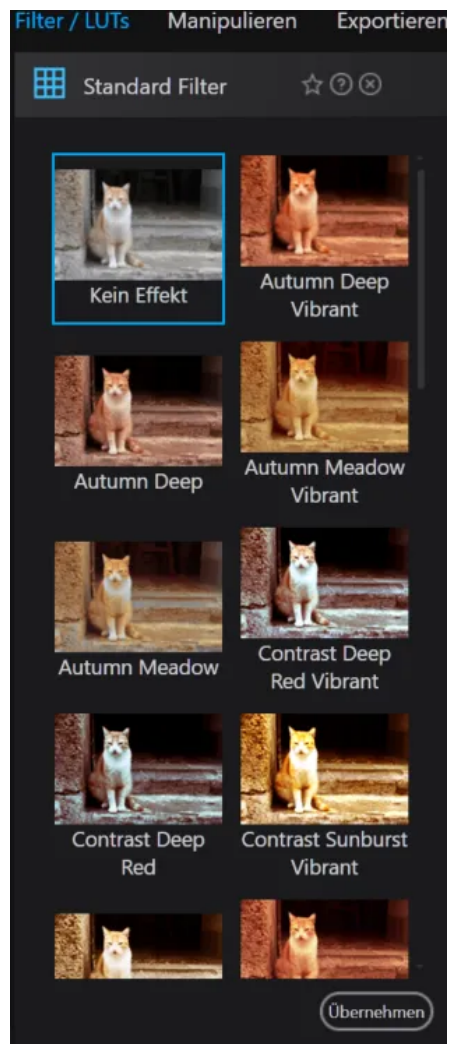 Filter / LUTs Manipulieren Exportieren
Standard Filter
Kein Effekt
Autumn Deep
Vibrant
Autumn Deep
Autumn Meadow
Vibrant
Autumn Meadow
Contrast Deep
Red Vibrant
Contrast Deep
Red
Contrast Sunburst
Vibrant
Übernehmen